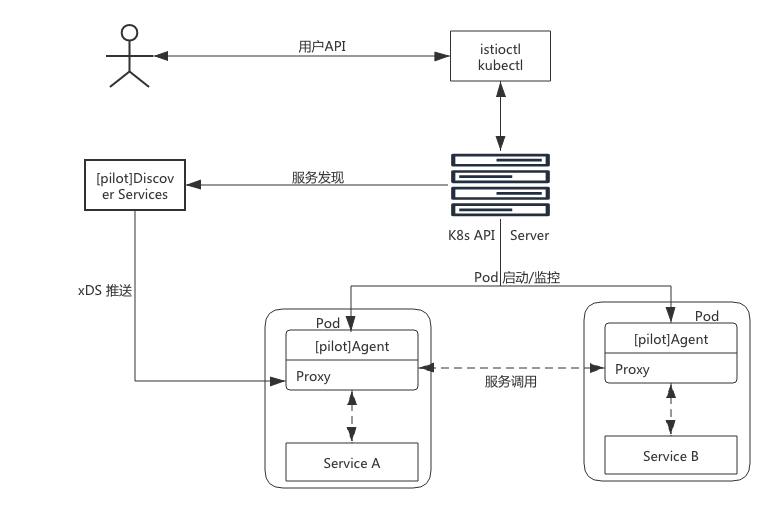 用户API
istioctl
kubectl
[pilot]Discov
er Services
服务发现
K8s API Server
xDS 推送
Pod 启动/监控
Pod
[pilot]Agent
Proxy
Service A
服务调用
Pod
[pilot]Agent
Proxy
Service B